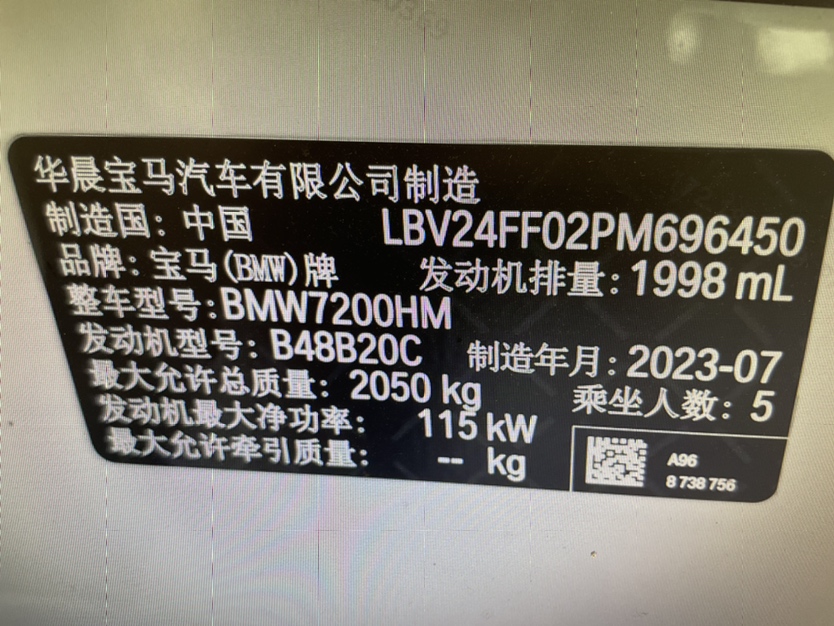 华晨宝马汽车有限公司制造
制造国：中国 LBV24FF02PM696450
品牌：宝马(BMW)牌 发动机排量：1998 mL
整车型号：BMW7200HM
发动机型号：B48B20C 制造年月：2023-07
最大允许总质量：2050 kg 乘坐人数：5
发动机最大净功率：115 kW
最大允许牵引质量：-- kg
A96
8 738 756